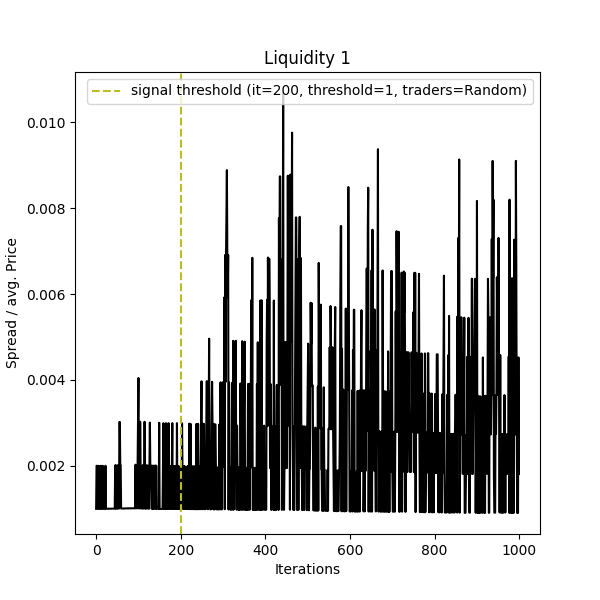 Liquidity 1
signal threshold (it=200, threshold=1, traders=Random)
Spread / avg. Price
0.010
0.008
0.006
0.004
0.002
0
200
400
600
800
1000
Iterations